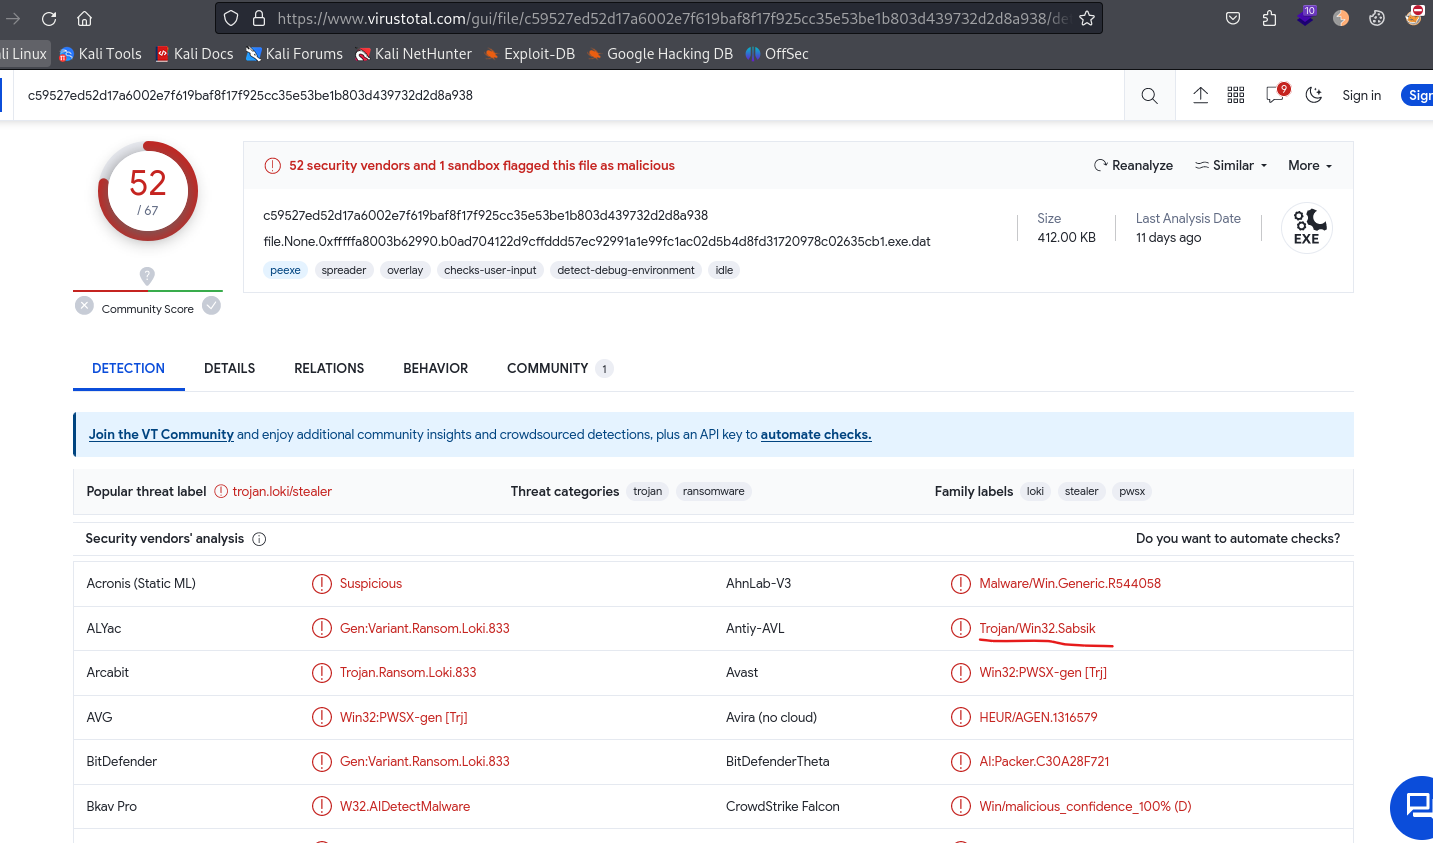 https://www.virustotal.com/gui/file/c59527ed52d17a6002e7f619baf8f17f925cc35e53be1b803d439732d2d8a938/de
10
ali Linux Kali Tools Kali Docs Kali Forums Kali NetHunter Exploit-DB Google Hacking DB OffSec
c59527ed52d17a6002e7f619baf8f17f925cc35e53be1b803d439732d2d8a938
9
Sign in
Sign
52
/ 67
Community Score
52 security vendors and 1 sandbox flagged this file as malicious
Reanalyze Similar More
c59527ed52d17a6002e7f619baf8f17f925cc35e53be1b803d439732d2d8a938
file.None.0xfffffa8003b62990.b0ad704122d9cffddd57ec92991a1e99fc1ac02d5b4d8fd31720978c02635cb1.exe.dat
peexe spreader overlay checks-user-input detect-debug-environment idle
Size
412.00 KB
Last Analysis Date
11 days ago
EXE
DETECTION DETAILS RELATIONS BEHAVIOR COMMUNITY 1
Join the VT Community and enjoy additional community insights and crowdsourced detections, plus an API key to automate checks.
Popular threat label trojan.loki/stealer Threat categories trojan ransomware Family labels loki stealer pwsx
Security vendors' analysis Do you want to automate checks?
Acronis (Static ML) Suspicious AhnLab-V3 Malware/Win.Generic.R544058
ALYac Gen:Variant.Ransom.Loki.833 Antiy-AVL Trojan/Win32.Sabsik
Arcabit Trojan.Ransom.Loki.833 Avast Win32:PWSX-gen [Trj]
AVG Win32:PWSX-gen [Trj] Avira (no cloud) HEUR/AGEN.1316579
BitDefender Gen:Variant.Ransom.Loki.833 BitDefenderTheta AI:Packer.C30A28F721
Bkav Pro W32.AIDetectMalware CrowdStrike Falcon Win/malicious_confidence_100% (D)